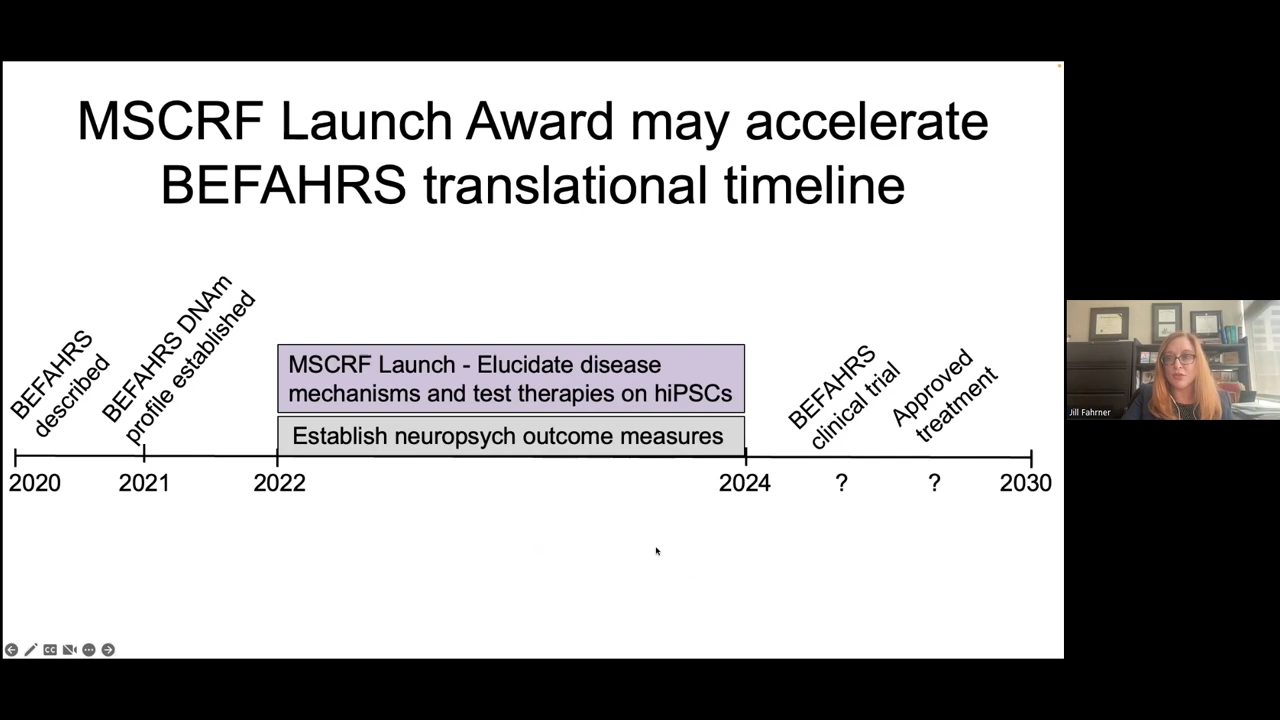 MSCRF Launch Award may accelerate
BEFAHRS translational timeline
BEFAHRS
described
BEFAHRS DNAm
profile established
MSCRF Launch - Elucidate disease
mechanisms and test therapies on hiPSCs
Establish neuropsych outcome measures
BEFAHRS
clinical trial
Approved
treatment
2020
2021
2022
2024
?
?
2030
Jill Fahrner